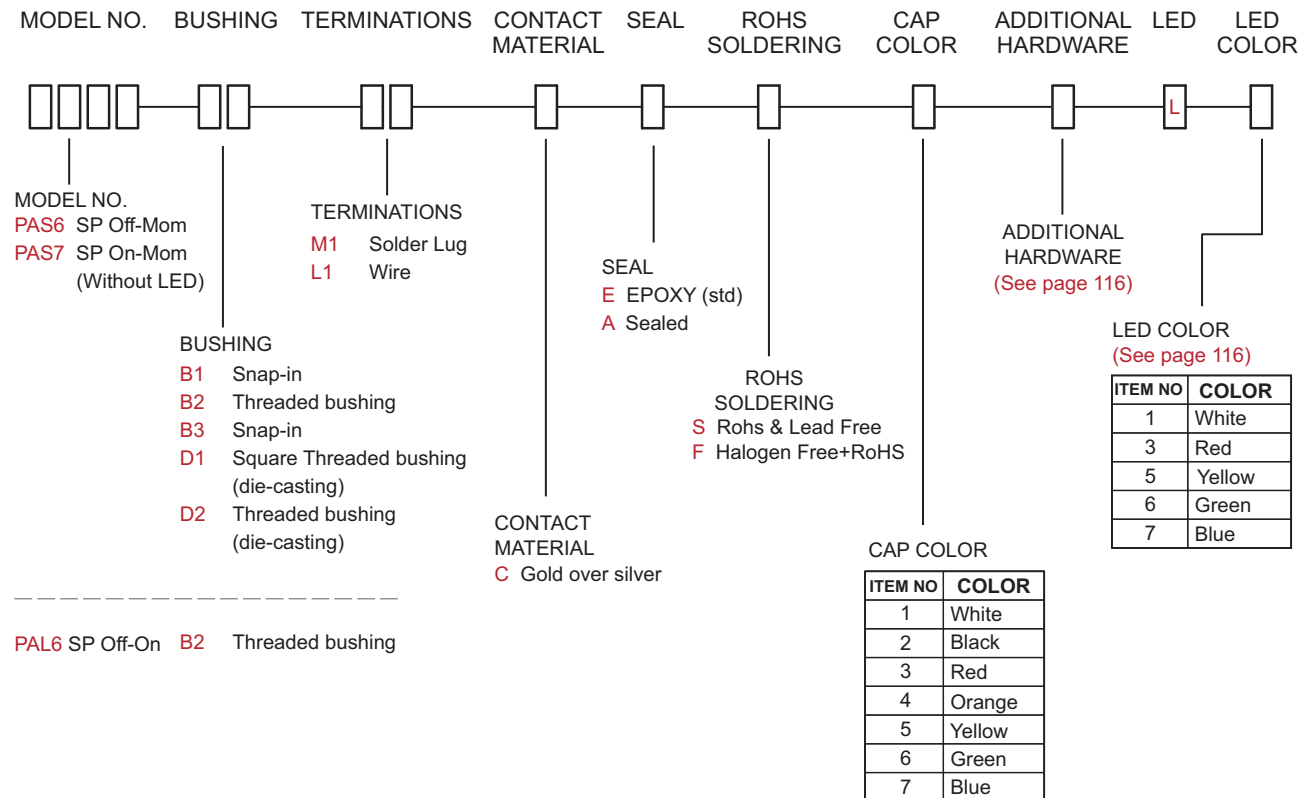 MODEL NO. BUSHING TERMINATIONS CONTACT MATERIAL SEAL ROHS SOLDERING CAP COLOR ADDITIONAL HARDWARE LED LED COLOR
L
MODEL NO.
PAS6 SP Off-Mom
PAS7 SP On-Mom
(Without LED)
BUSHING
B1 Snap-in
B2 Threaded bushing
B3 Snap-in
D1 Square Threaded bushing
(die-casting)
D2 Threaded bushing
(die-casting)
PAL6 SP Off-On B2 Threaded bushing
TERMINATIONS
M1 Solder Lug
L1 Wire
CONTACT
MATERIAL
C Gold over silver
SEAL
E EPOXY (std)
A Sealed
ROHS
SOLDERING
S Rohs & Lead Free
F Halogen Free+RoHS
CAP COLOR
ITEM NO COLOR
1 White
2 Black
3 Red
4 Orange
5 Yellow
6 Green
7 Blue
ADDITIONAL
HARDWARE
(See page 116)
LED COLOR
(See page 116)
ITEM NO COLOR
1 White
3 Red
5 Yellow
6 Green
7 Blue